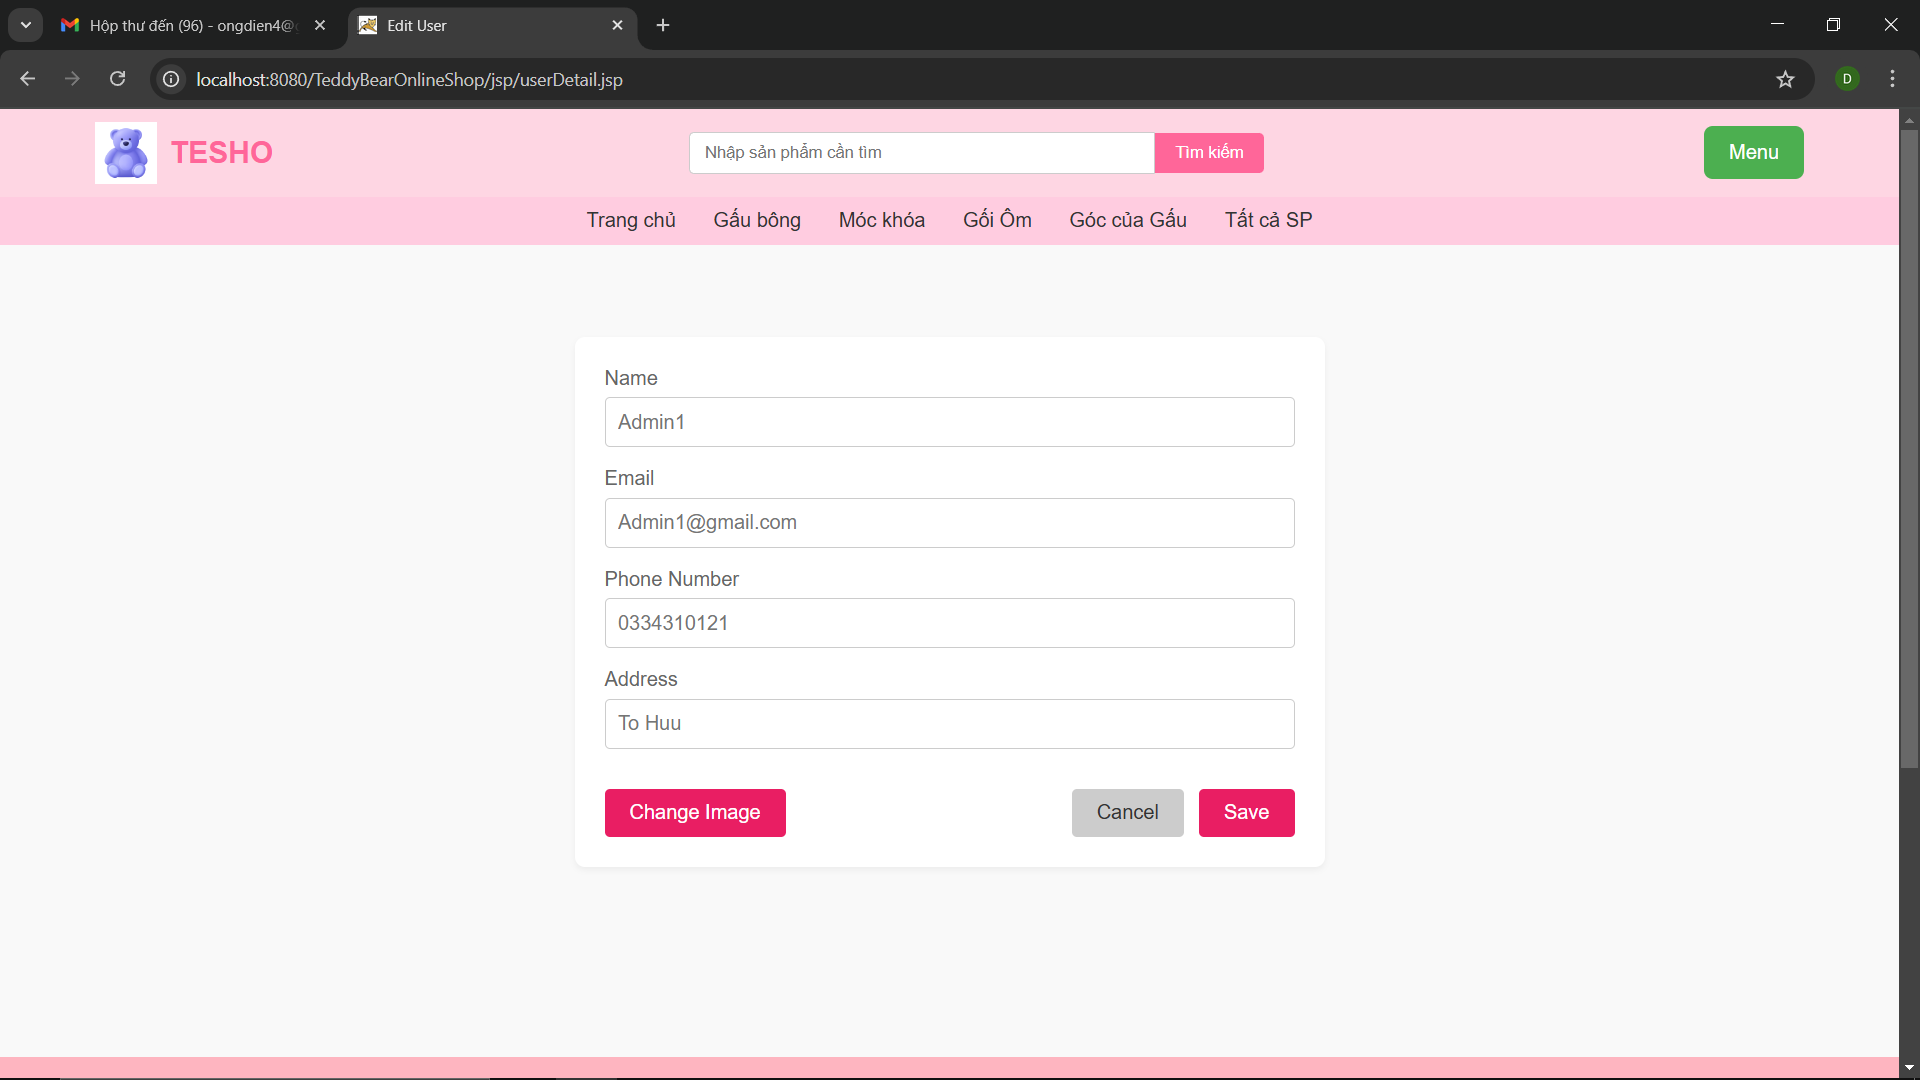 Hộp thư đến (96) - ongdien4@
Edit User
localhost:8080/TeddyBearOnlineShop/jsp/userDetail.jsp
D
TESHO
Nhập sản phẩm cần tìm
Tìm kiếm
Menu
Trang chủ Gấu bông Móc khóa Gối Ôm Góc của Gấu Tất cả SP
Name
Admin1
Email
Admin1@gmail.com
Phone Number
0334310121
Address
To Huu
Change Image
Cancel
Save